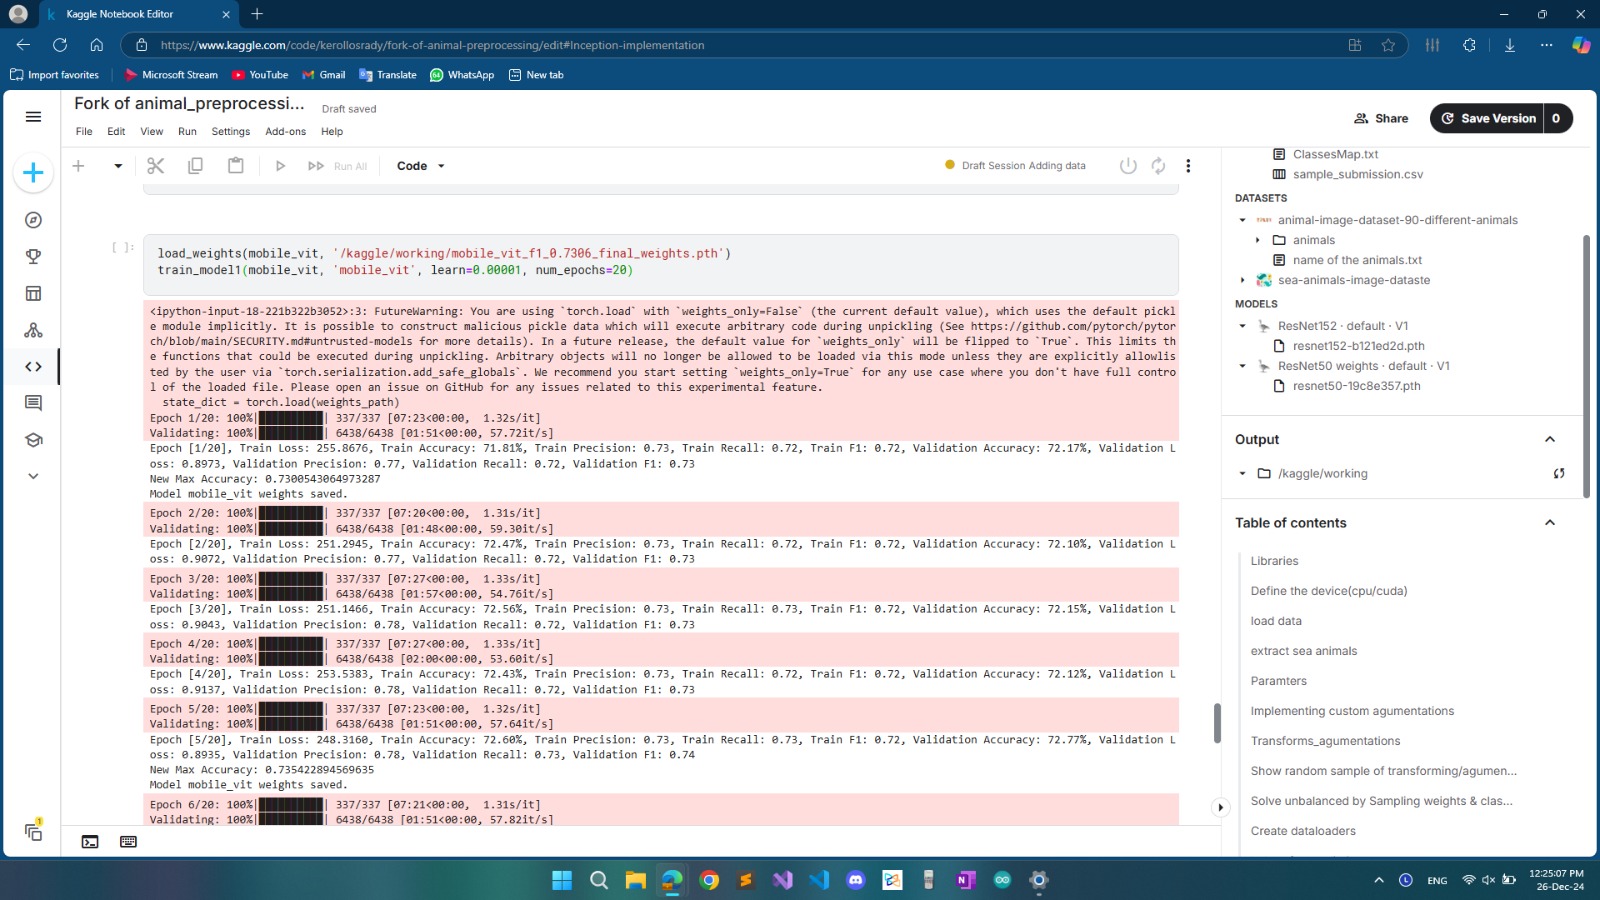 Kaggle Notebook Editor
https://www.kaggle.com/code/kerollosrady/fork-of-animal-preprocessing/edit#Inception-implementation
Import favorites
Microsoft Stream
YouTube
Gmail
Translate
WhatsApp
New tab
Fork of animal_preprocessi...
Draft saved
File Edit View Run Settings Add-ons Help
Share
Save Version 0
Run All
Code
Draft Session Adding data
[ ]:
load_weights(mobile_vit, '/kaggle/working/mobile_vit_f1_0.7306_final_weights.pth')
train_model1(mobile_vit, 'mobile_vit', learn=0.00001, num_epochs=20)
<ipython-input-18-221b322b3052>:3: FutureWarning: You are using `torch.load` with `weights_only=False` (the current default value), which uses the default pickl
e module implicitly. It is possible to construct malicious pickle data which will execute arbitrary code during unpickling (See https://github.com/pytorch/pytor
ch/blob/main/SECURITY.md#untrusted-models for more details). In a future release, the default value for `weights_only` will be flipped to `True`. This limits th
e functions that could be executed during unpickling. Arbitrary objects will no longer be allowed to be loaded via this mode unless they are explicitly allowlis
ted by the user via `torch.serialization.add_safe_globals`. We recommend you start setting `weights_only=True` for any use case where you don't have full contro
l of the loaded file. Please open an issue on GitHub for any issues related to this experimental feature.
state_dict = torch.load(weights_path)
Epoch 1/20: 100%|██████████| 337/337 [07:23<00:00, 1.32s/it]
Validating: 100%|██████████| 6438/6438 [01:51<00:00, 57.72it/s]
Epoch [1/20], Train Loss: 255.8676, Train Accuracy: 71.81%, Train Precision: 0.73, Train Recall: 0.72, Train F1: 0.72, Validation Accuracy: 72.17%, Validation L
oss: 0.8973, Validation Precision: 0.77, Validation Recall: 0.72, Validation F1: 0.73
New Max Accuracy: 0.7300543064973287
Model mobile_vit weights saved.
Epoch 2/20: 100%|██████████| 337/337 [07:20<00:00, 1.31s/it]
Validating: 100%|██████████| 6438/6438 [01:48<00:00, 59.30it/s]
Epoch [2/20], Train Loss: 251.2945, Train Accuracy: 72.47%, Train Precision: 0.73, Train Recall: 0.72, Train F1: 0.72, Validation Accuracy: 72.10%, Validation L
oss: 0.9072, Validation Precision: 0.77, Validation Recall: 0.72, Validation F1: 0.73
Epoch 3/20: 100%|██████████| 337/337 [07:27<00:00, 1.33s/it]
Validating: 100%|██████████| 6438/6438 [01:57<00:00, 54.76it/s]
Epoch [3/20], Train Loss: 251.1466, Train Accuracy: 72.56%, Train Precision: 0.73, Train Recall: 0.73, Train F1: 0.72, Validation Accuracy: 72.15%, Validation L
oss: 0.9043, Validation Precision: 0.78, Validation Recall: 0.72, Validation F1: 0.73
Epoch 4/20: 100%|██████████| 337/337 [07:27<00:00, 1.33s/it]
Validating: 100%|██████████| 6438/6438 [02:00<00:00, 53.60it/s]
Epoch [4/20], Train Loss: 253.5383, Train Accuracy: 72.43%, Train Precision: 0.73, Train Recall: 0.72, Train F1: 0.72, Validation Accuracy: 72.12%, Validation L
oss: 0.9137, Validation Precision: 0.78, Validation Recall: 0.72, Validation F1: 0.73
Epoch 5/20: 100%|██████████| 337/337 [07:23<00:00, 1.32s/it]
Validating: 100%|██████████| 6438/6438 [01:51<00:00, 57.64it/s]
Epoch [5/20], Train Loss: 248.3160, Train Accuracy: 72.60%, Train Precision: 0.73, Train Recall: 0.73, Train F1: 0.72, Validation Accuracy: 72.77%, Validation L
oss: 0.8935, Validation Precision: 0.78, Validation Recall: 0.73, Validation F1: 0.74
New Max Accuracy: 0.735422894569635
Model mobile_vit weights saved.
Epoch 6/20: 100%|██████████| 337/337 [07:21<00:00, 1.31s/it]
Validating: 100%|██████████| 6438/6438 [01:51<00:00, 57.82it/s]
ClassesMap.txt
sample_submission.csv
DATASETS
animal-image-dataset-90-different-animals
animals
name of the animals.txt
sea-animals-image-dataste
MODELS
ResNet152 · default · V1
resnet152-b121ed2d.pth
ResNet50 weights · default · V1
resnet50-19c8e357.pth
Output
/kaggle/working
Table of contents
Libraries
Define the device(cpu/cuda)
load data
extract sea animals
Paramters
Implementing custom agumentations
Transforms_agumentations
Show random sample of transforming/agumen...
Solve unbalanced by Sampling weights & clas...
Create dataloaders
1
ENG
12:25:07 PM
26-Dec-24